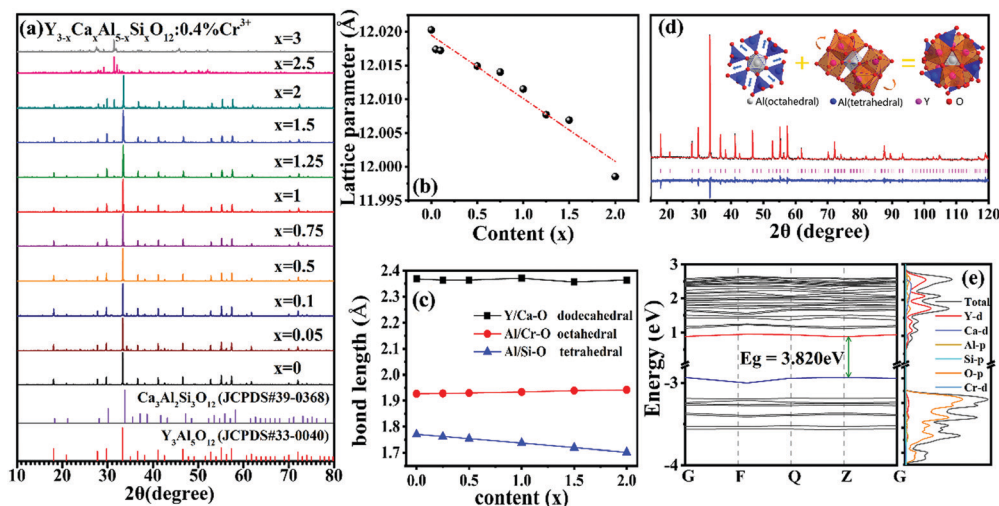 (a) Y3-xCaxAl5-xSixO12:0.4%Cr3+
x=3
x=2.5
x=2
x=1.5
x=1.25
x=1
x=0.75
x=0.5
x=0.1
x=0.05
x=0
Ca3Al2Si3O12 (JCPDS#39-0368)
Y3Al5O12 (JCPDS#33-0040)
10 20 30 40 50 60 70 80
2θ(degree)
Lattice parameter (Å)
12.020
12.015
12.010
12.005
12.000
11.995
(b)
0.0 0.5 1.0 1.5 2.0
Content (x)
bond length (Å)
2.4
2.3
2.2
2.1
2.0
1.9
1.8
1.7
(c)
Y/Ca-O dodecahedral
Al/Cr-O octahedral
Al/Si-O tetrahedral
0.0 0.5 1.0 1.5 2.0
content (x)
(d)
+ =
Al(octahedral) Al(tetrahedral) Y O
20 30 40 50 60 70 80 90 100 110 120
2θ (degree)
Energy (eV)
3
2
1
-3
-4
Eg = 3.820eV
G F Q Z G
(e)
Total
Y-d
Ca-d
Al-p
Si-p
O-p
Cr-d